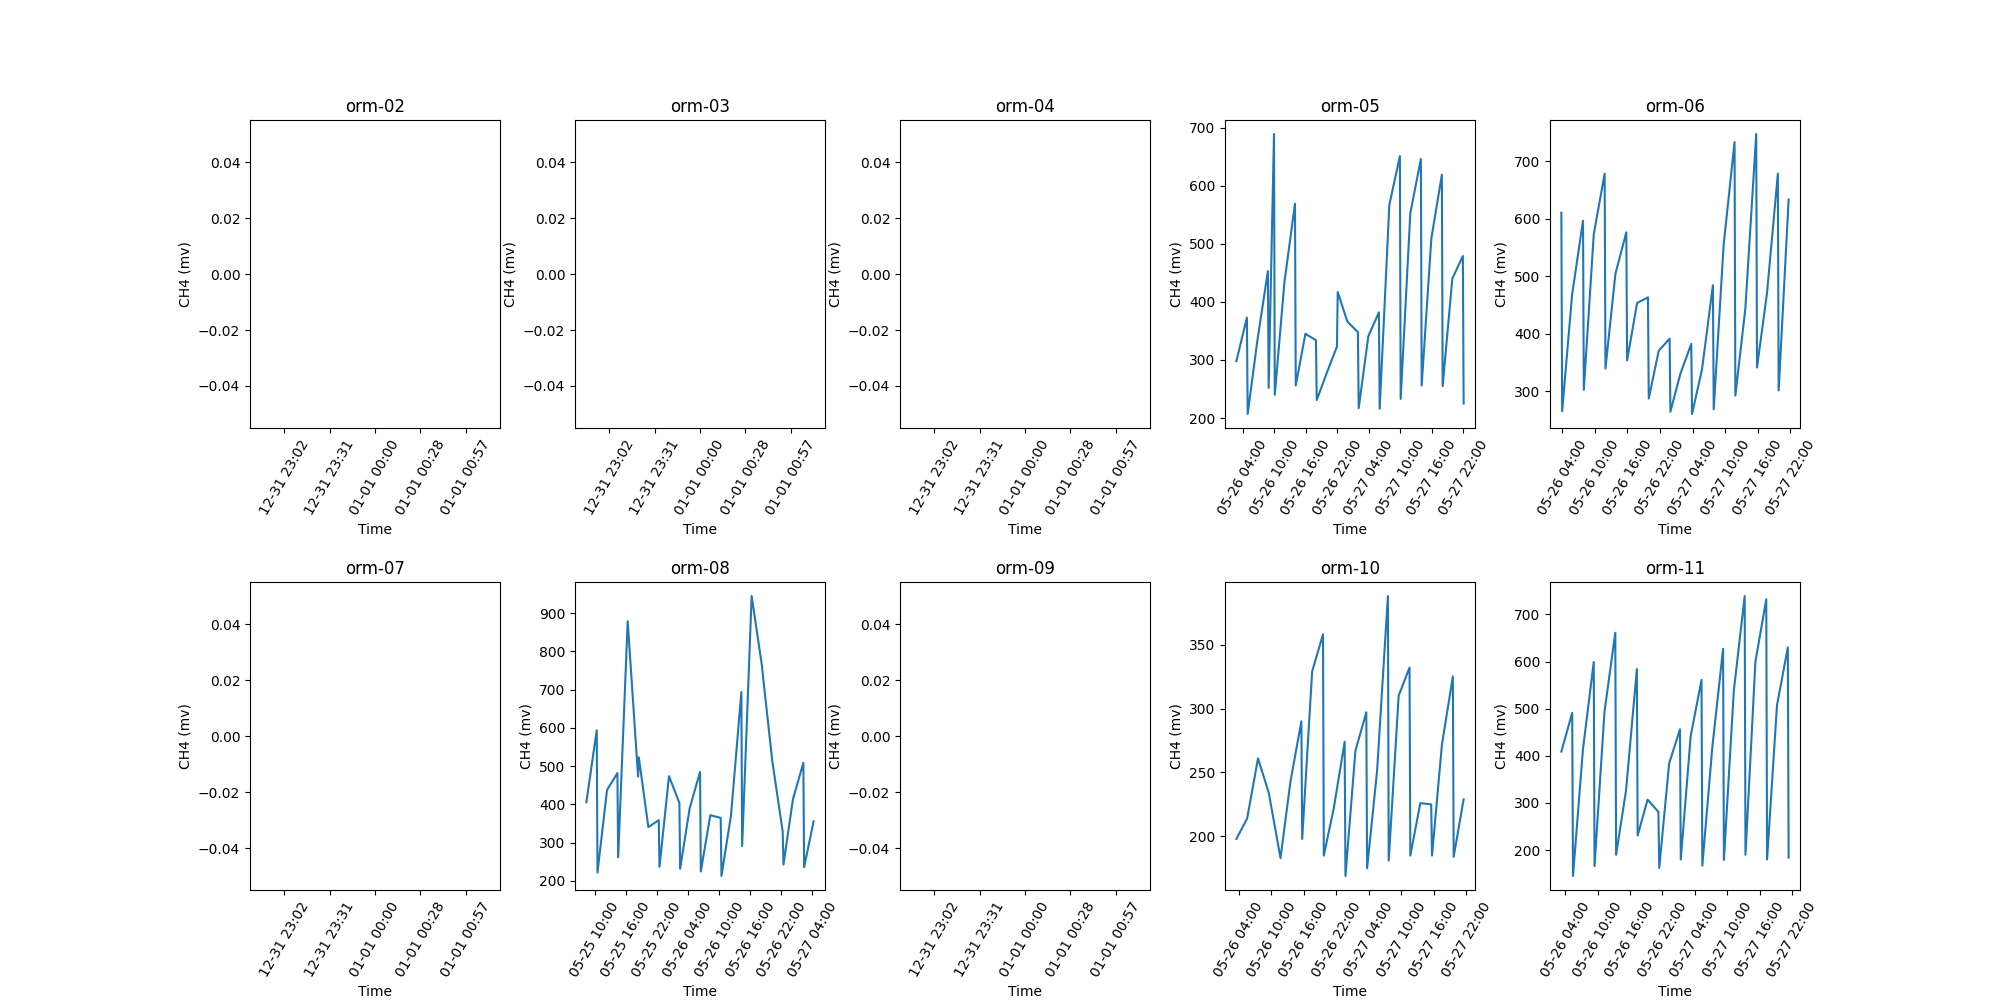 orm-02 orm-03 orm-04 orm-05 orm-06
CH4 (mv)
0.04
0.02
0.00
−0.02
−0.04
12-31 23:02 12-31 23:31 01-01 00:00 01-01 00:28 01-01 00:57
Time
CH4 (mv)
0.04
0.02
0.00
−0.02
−0.04
12-31 23:02 12-31 23:31 01-01 00:00 01-01 00:28 01-01 00:57
Time
CH4 (mv)
0.04
0.02
0.00
−0.02
−0.04
12-31 23:02 12-31 23:31 01-01 00:00 01-01 00:28 01-01 00:57
Time
CH4 (mv)
700
600
500
400
300
200
05-26 04:00 05-26 10:00 05-26 16:00 05-26 22:00 05-27 04:00 05-27 10:00 05-27 16:00 05-27 22:00
Time
CH4 (mv)
700
600
500
400
300
05-26 04:00 05-26 10:00 05-26 16:00 05-26 22:00 05-27 04:00 05-27 10:00 05-27 16:00 05-27 22:00
Time
orm-07 orm-08 orm-09 orm-10 orm-11
CH4 (mv)
0.04
0.02
0.00
−0.02
−0.04
12-31 23:02 12-31 23:31 01-01 00:00 01-01 00:28 01-01 00:57
Time
CH4 (mv)
900
800
700
600
500
400
300
200
05-25 10:00 05-25 16:00 05-25 22:00 05-26 04:00 05-26 10:00 05-26 16:00 05-26 22:00 05-27 04:00
Time
CH4 (mv)
0.04
0.02
0.00
−0.02
−0.04
12-31 23:02 12-31 23:31 01-01 00:00 01-01 00:28 01-01 00:57
Time
CH4 (mv)
350
300
250
200
05-26 04:00 05-26 10:00 05-26 16:00 05-26 22:00 05-27 04:00 05-27 10:00 05-27 16:00 05-27 22:00
Time
CH4 (mv)
700
600
500
400
300
200
05-26 04:00 05-26 10:00 05-26 16:00 05-26 22:00 05-27 04:00 05-27 10:00 05-27 16:00 05-27 22:00
Time